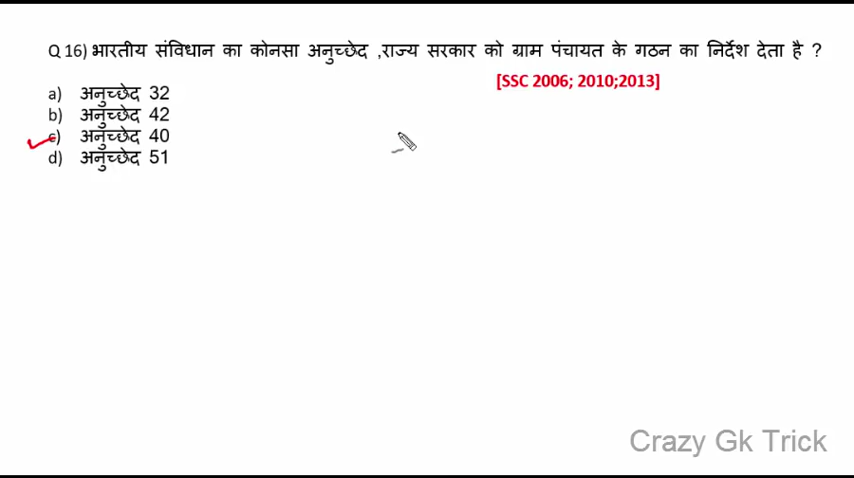 Q 16) भारतीय संविधान का कोनसा अनुच्छेद ,राज्य सरकार को ग्राम पंचायत के गठन का निर्देश देता है ?
[SSC 2006; 2010;2013]
a) अनुच्छेद 32
b) अनुच्छेद 42
c) अनुच्छेद 40
d) अनुच्छेद 51
Crazy Gk Trick